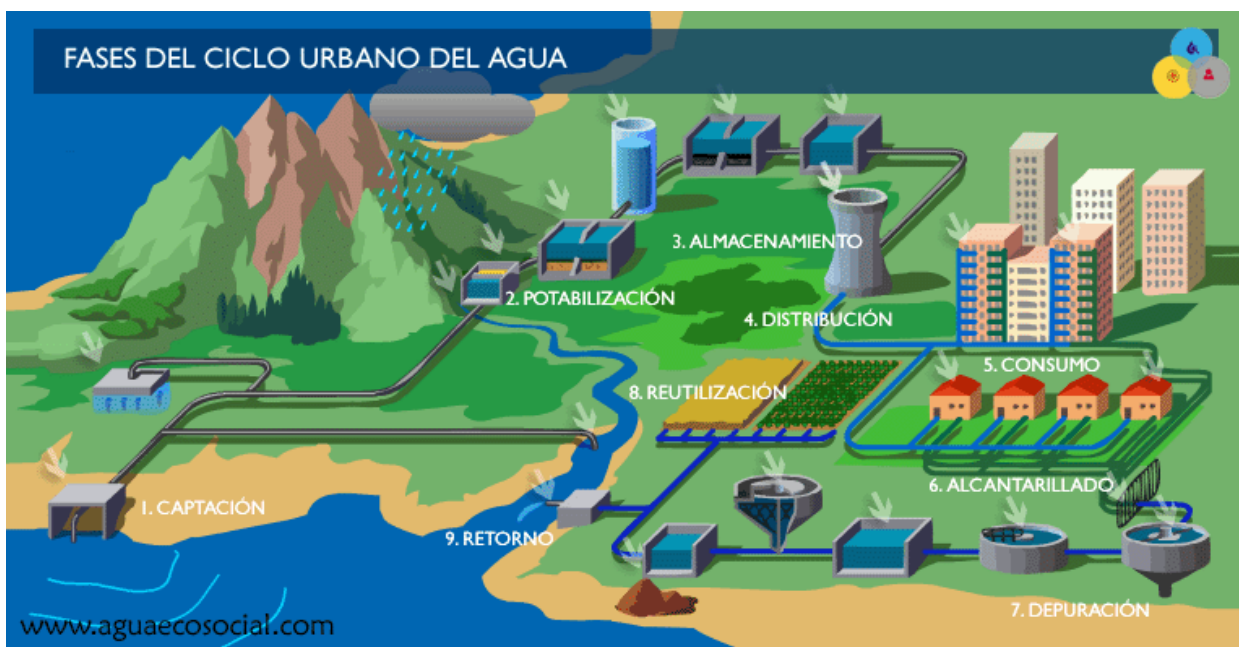 FASES DEL CICLO URBANO DEL AGUA
3. ALMACENAMIENTO
2. POTABILIZACIÓN
4. DISTRIBUCIÓN
5. CONSUMO
8. REUTILIZACIÓN
6. ALCANTARILLADO
1. CAPTACIÓN
9. RETORNO
7. DEPURACIÓN
www.aguaecosocial.com